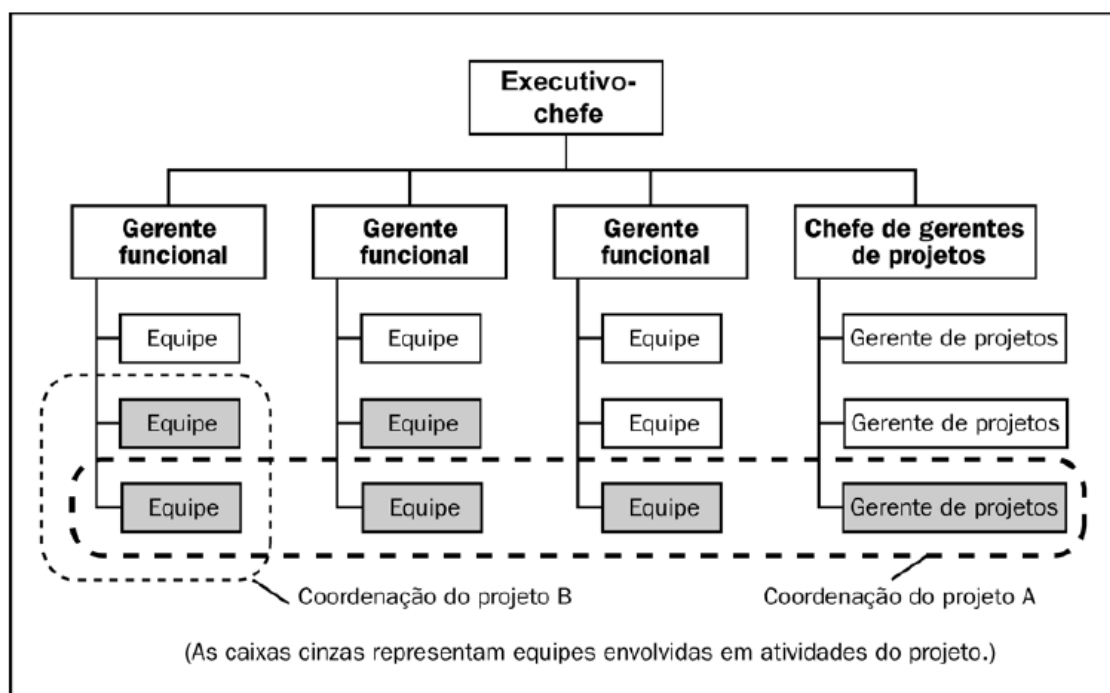 Executivo-
chefe
Gerente
funcional
Gerente
funcional
Gerente
funcional
Chefe de gerentes
de projetos
Equipe
Equipe
Equipe
Gerente de projetos
Equipe
Equipe
Equipe
Gerente de projetos
Equipe
Equipe
Equipe
Gerente de projetos
Coordenação do projeto B
Coordenação do projeto A
(As caixas cinzas representam equipes envolvidas em atividades do projeto.)